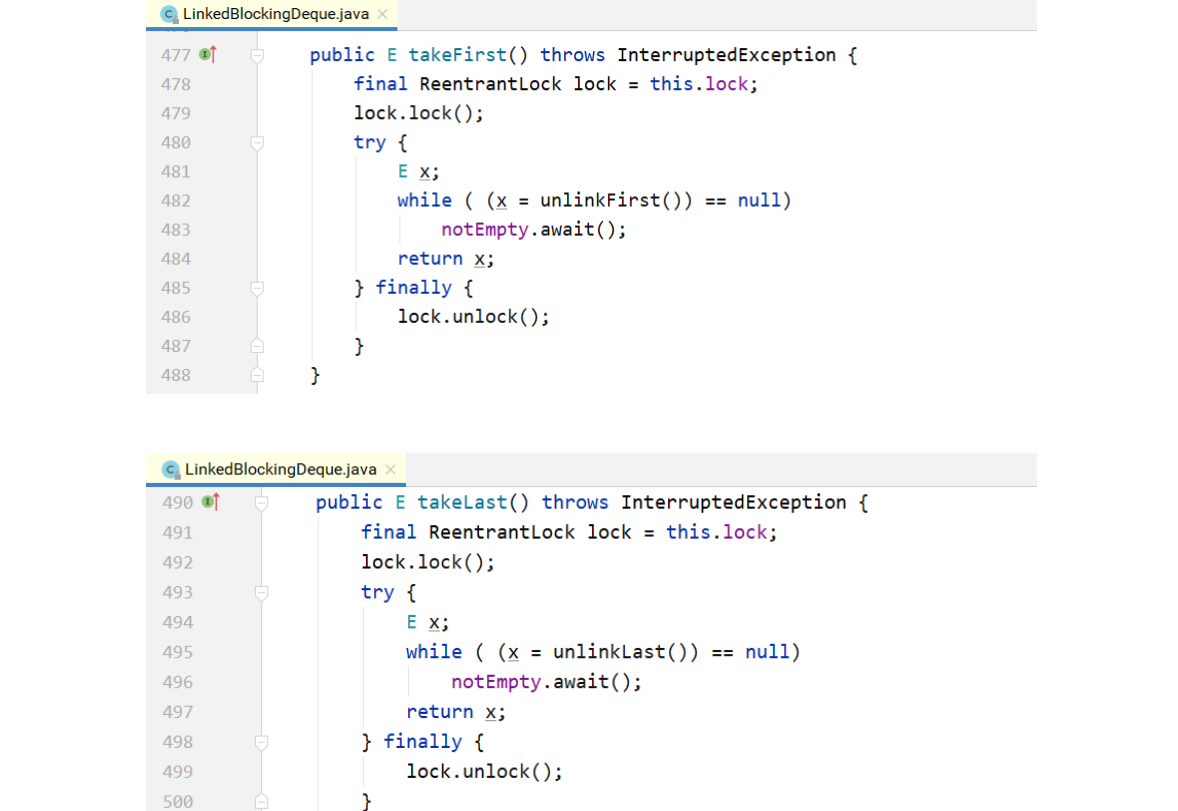 LinkedBlockingDeque.java
477 public E takeFirst() throws InterruptedException {
478 final ReentrantLock lock = this.lock;
479 lock.lock();
480 try {
481 E x;
482 while ( (x = unlinkFirst()) == null)
483 notEmpty.await();
484 return x;
485 } finally {
486 lock.unlock();
487 }
488 }
LinkedBlockingDeque.java
490 public E takeLast() throws InterruptedException {
491 final ReentrantLock lock = this.lock;
492 lock.lock();
493 try {
494 E x;
495 while ( (x = unlinkLast()) == null)
496 notEmpty.await();
497 return x;
498 } finally {
499 lock.unlock();
500 }